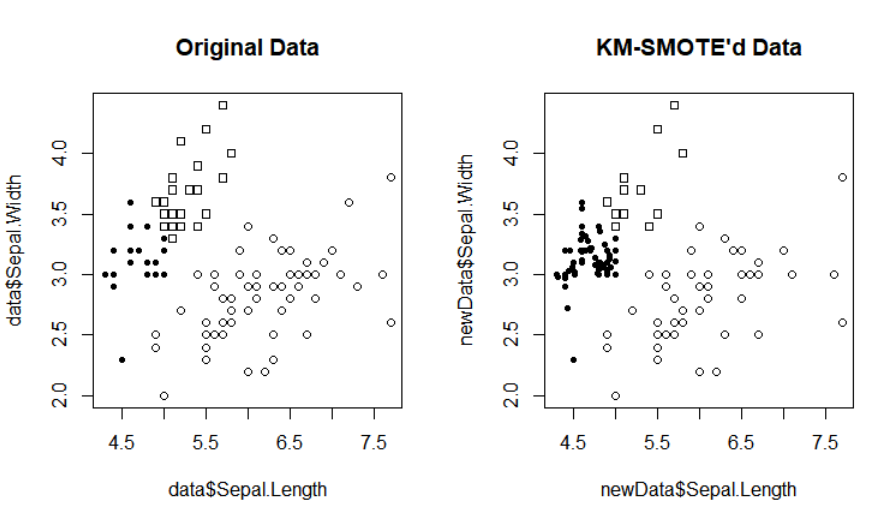 Original Data
data$Sepal.Width
4.0
3.5
3.0
2.5
2.0
4.5 5.5 6.5 7.5
data$Sepal.Length
KM-SMOTE'd Data
newData$Sepal.Width
4.0
3.5
3.0
2.5
2.0
4.5 5.5 6.5 7.5
newData$Sepal.Length